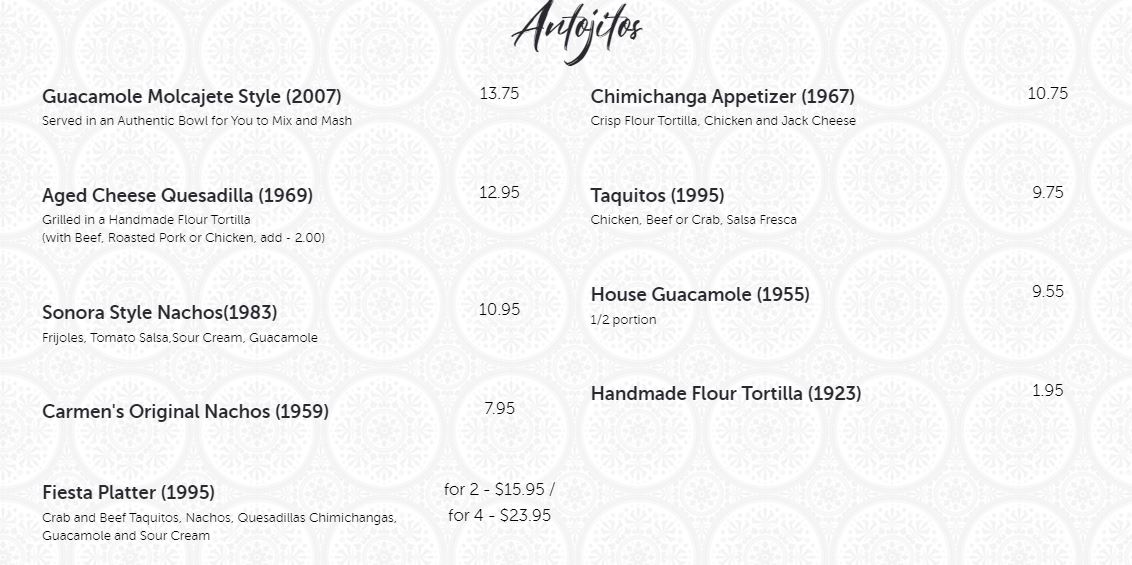 Antojitos
Guacamole Molcajete Style (2007)
13.75
Served in an Authentic Bowl for You to Mix and Mash
Aged Cheese Quesadilla (1969)
12.95
Grilled in a Handmade Flour Tortilla
(with Beef, Roasted Pork or Chicken, add - 2.00)
Sonora Style Nachos(1983)
10.95
Frijoles, Tomato Salsa,Sour Cream, Guacamole
Carmen's Original Nachos (1959)
7.95
Fiesta Platter (1995)
for 2 - $15.95 /
for 4 - $23.95
Crab and Beef Taquitos, Nachos, Quesadillas Chimichangas,
Guacamole and Sour Cream
Chimichanga Appetizer (1967)
10.75
Crisp Flour Tortilla, Chicken and Jack Cheese
Taquitos (1995)
9.75
Chicken, Beef or Crab, Salsa Fresca
House Guacamole (1955)
9.55
1/2 portion
Handmade Flour Tortilla (1923)
1.95